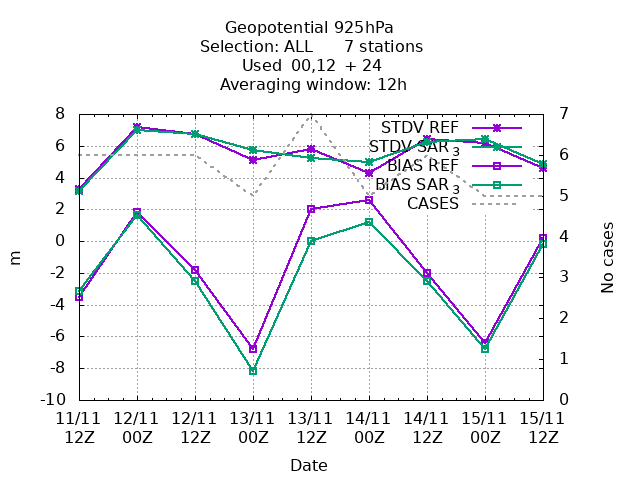 Geopotential 925hPa
Selection: ALL 7 stations
Used 00,12 + 24
Averaging window: 12h
8
6
4
2
0
-2
-4
-6
-8
-10
m
7
6
5
4
3
2
1
0
No cases
STDV REF
STDV SAR 3
BIAS REF
BIAS SAR 3
CASES
11/11 12/11 12/11 13/11 13/11 14/11 14/11 15/11 15/11
12Z 00Z 12Z 00Z 12Z 00Z 12Z 00Z 12Z
Date